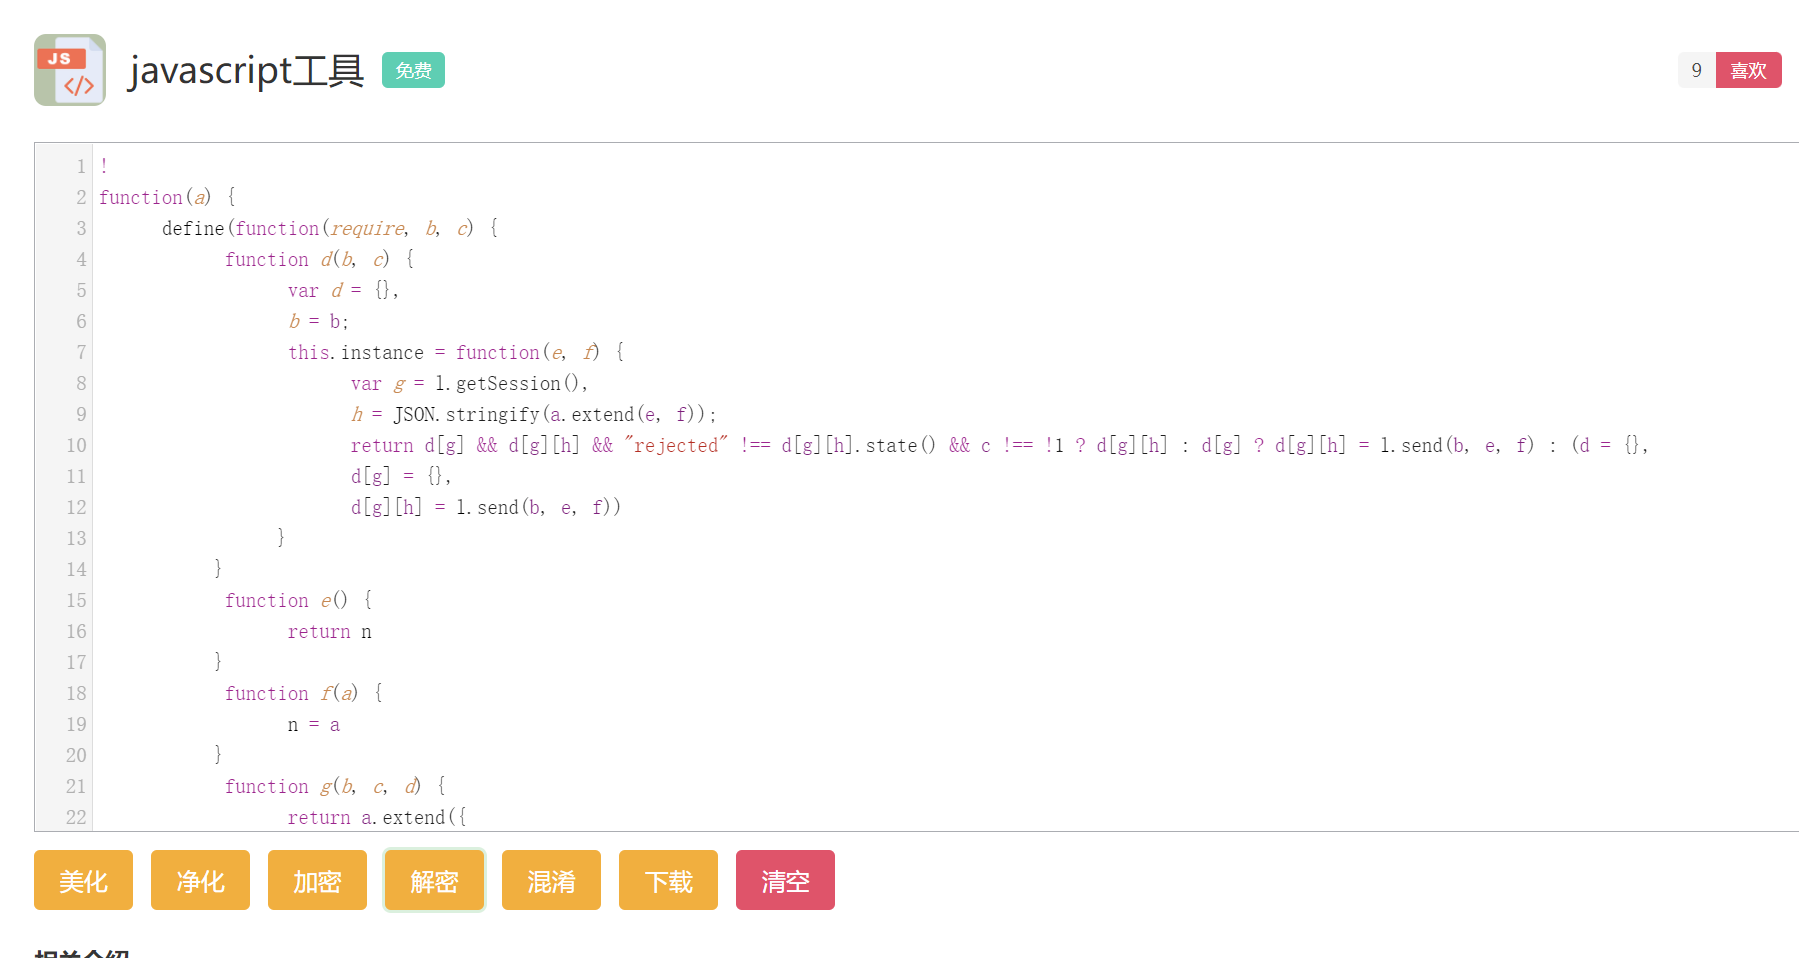 JS
</>
javascript工具 免费
9 喜欢
1 !
2 function(a) {
3 define(function(require, b, c) {
4 function d(b, c) {
5 var d = {},
6 b = b;
7 this.instance = function(e, f) {
8 var g = l.getSession(),
9 h = JSON.stringify(a.extend(e, f));
10 return d[g] && d[g][h] && "rejected" !== d[g][h].state() && c !== !1 ? d[g][h] : d[g] ? d[g][h] = l.send(b, e, f) : (d = {},
11 d[g] = {},
12 d[g][h] = l.send(b, e, f))
13 }
14 }
15 function e() {
16 return n
17 }
18 function f(a) {
19 n = a
20 }
21 function g(b, c, d) {
22 return a.extend({
美化 净化 加密 解密 混淆 下载 清空
相关介绍